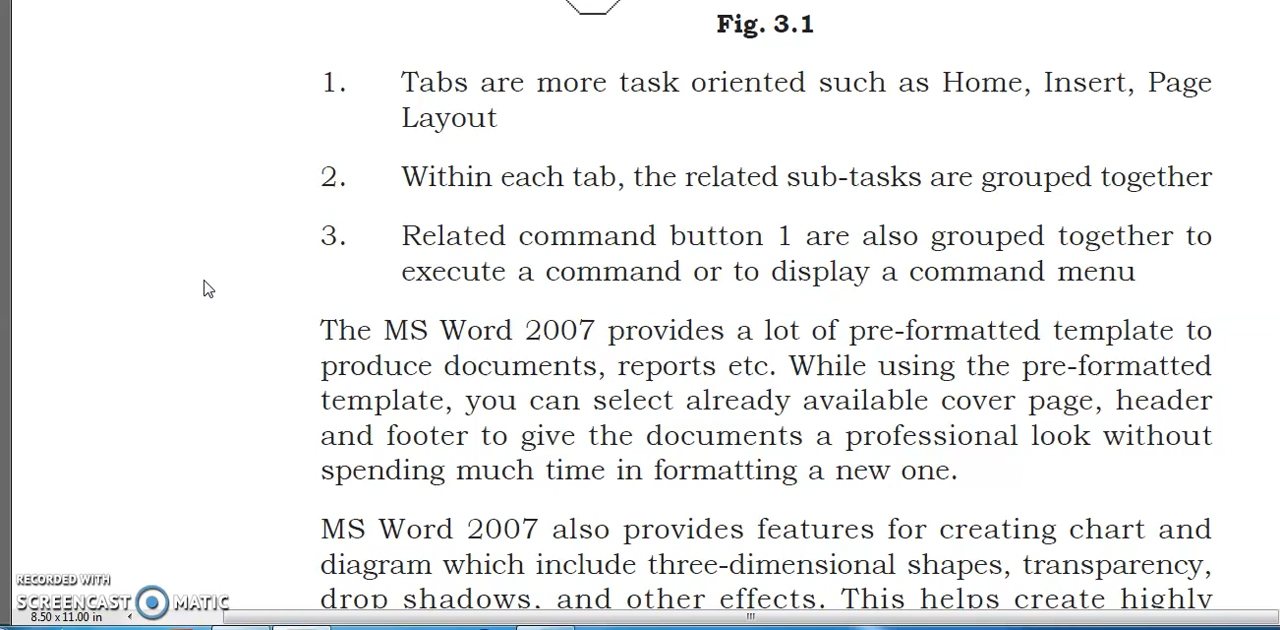 Fig. 3.1
1. Tabs are more task oriented such as Home, Insert, Page
Layout
2. Within each tab, the related sub-tasks are grouped together
3. Related command button 1 are also grouped together to
execute a command or to display a command menu
The MS Word 2007 provides a lot of pre-formatted template to
produce documents, reports etc. While using the pre-formatted
template, you can select already available cover page, header
and footer to give the documents a professional look without
spending much time in formatting a new one.
MS Word 2007 also provides features for creating chart and
diagram which include three-dimensional shapes, transparency,
drop shadows, and other effects. This helps create highly
RECORDED WITH
SCREENCAST MATIC
8.50 x 11.00 in